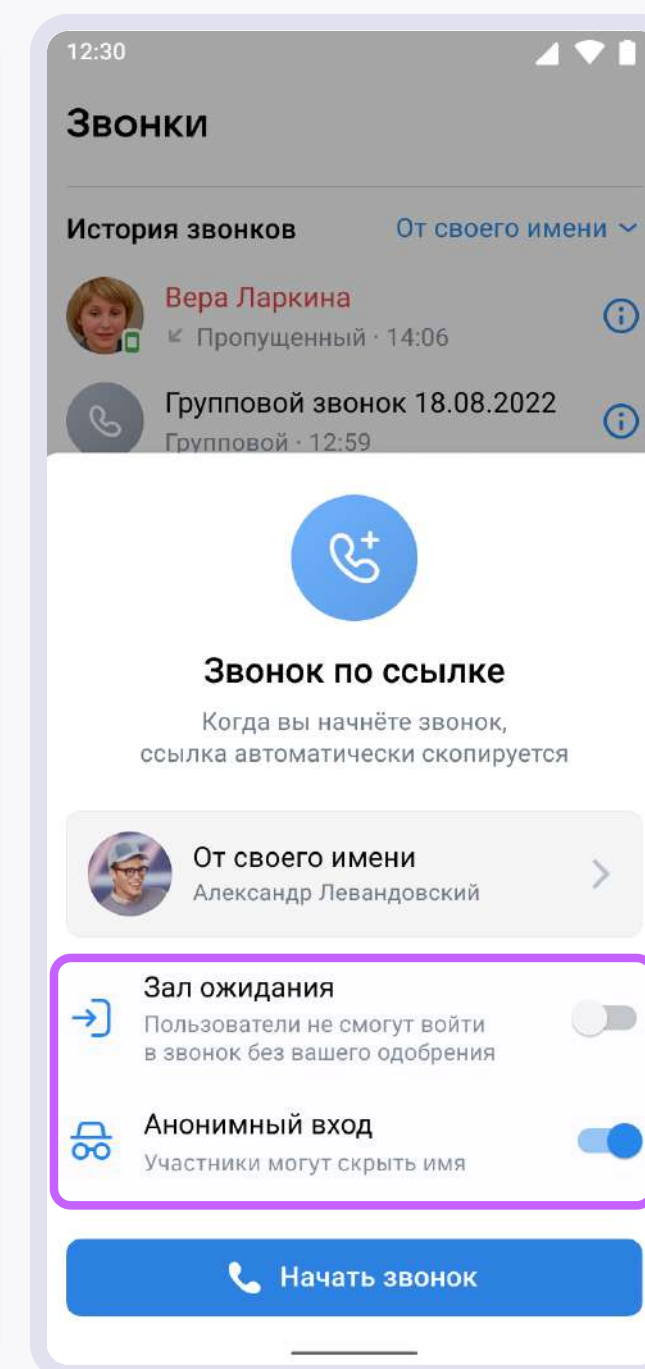 12:30
Звонки
История звонков
От своего имени
Вера Ларкина
Пропущенный · 14:06
Групповой звонок 18.08.2022
Групповой · 12:59
Звонок по ссылке
Когда вы начнёте звонок,
ссылка автоматически скопируется
От своего имени
Александр Левандовский
Зал ожидания
Пользователи не смогут войти
в звонок без вашего одобрения
Анонимный вход
Участники могут скрыть имя
Начать звонок